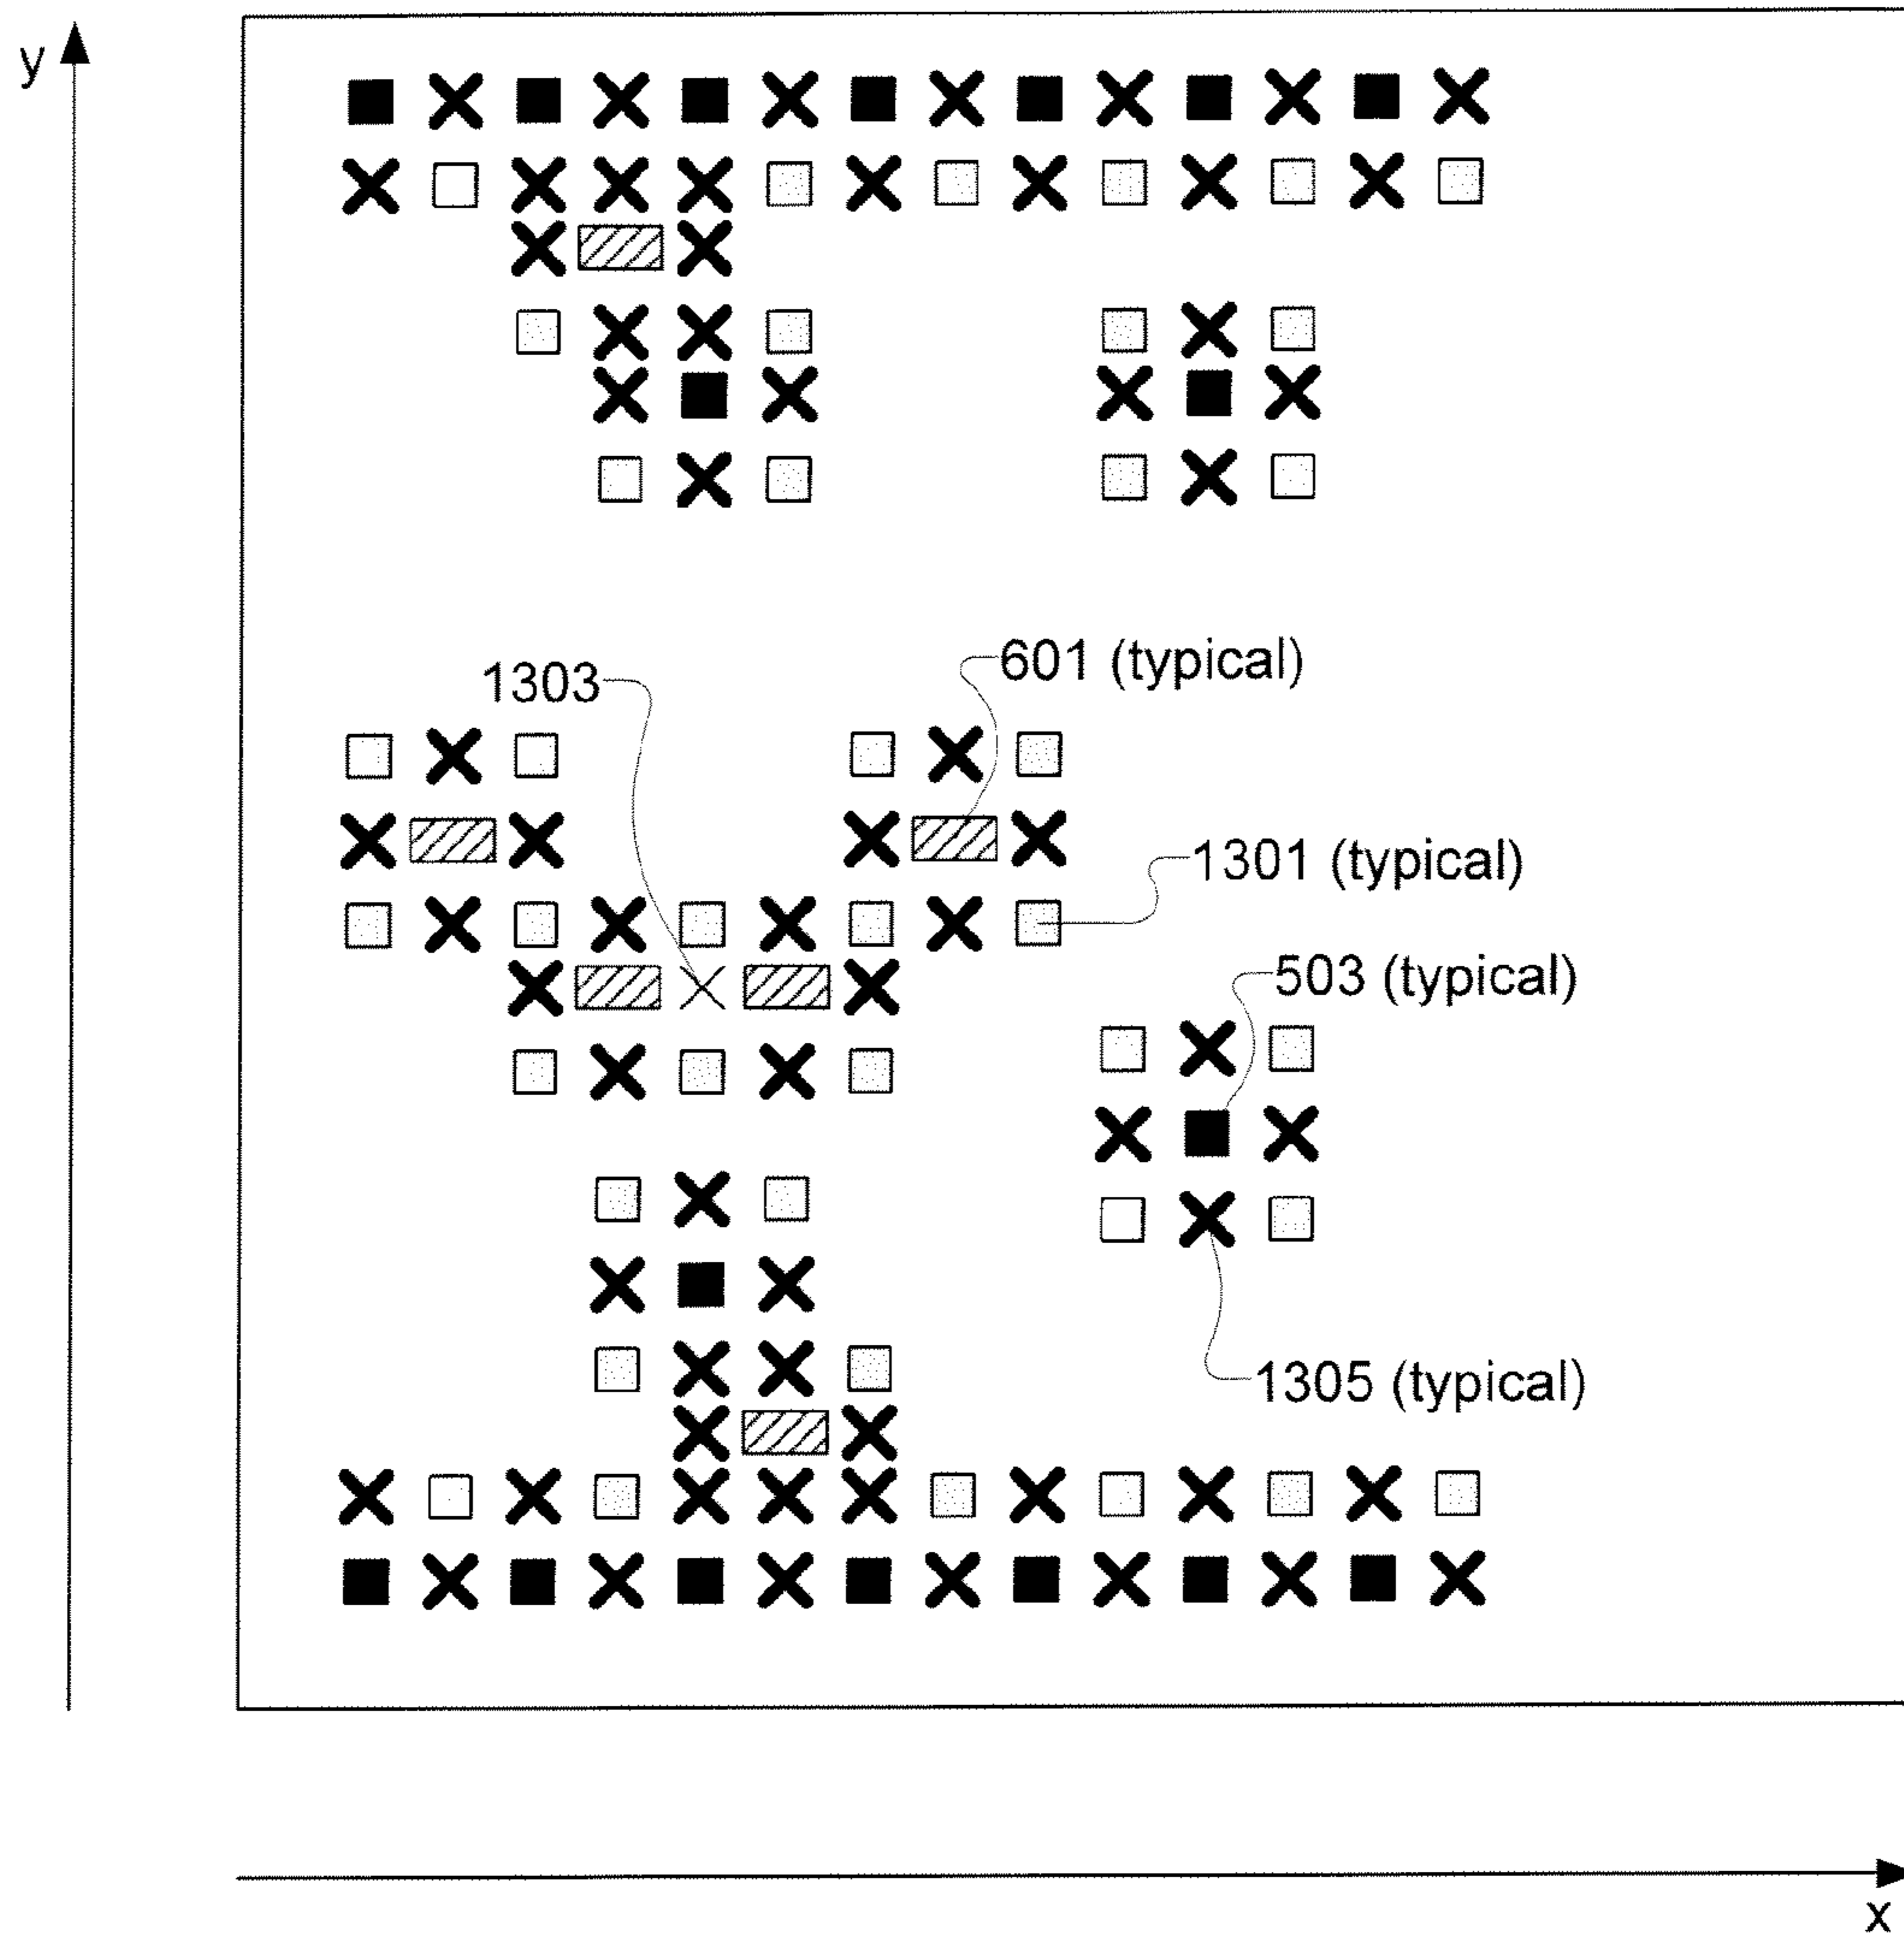 y
601 (typical)
1303
1301 (typical)
503 (typical)
1305 (typical)
x